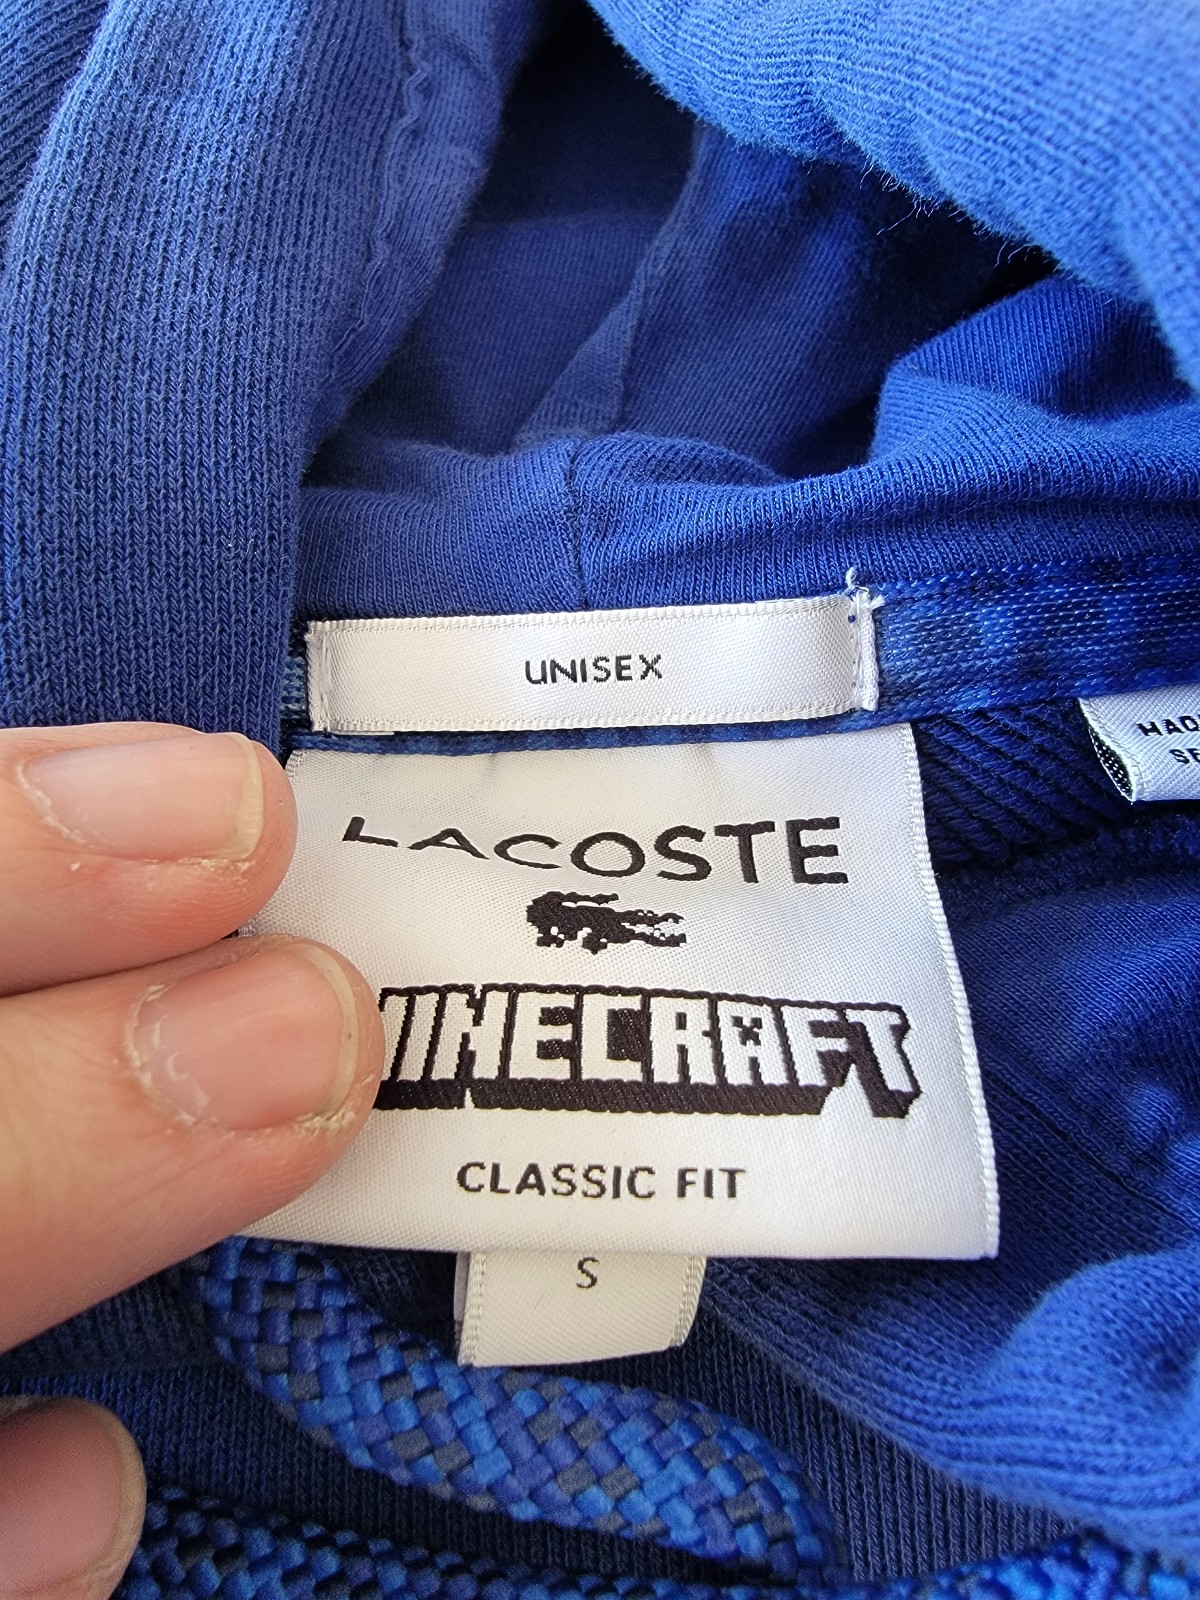 UNISEX
LACOSTE
MINECRAFT
CLASSIC FIT
S